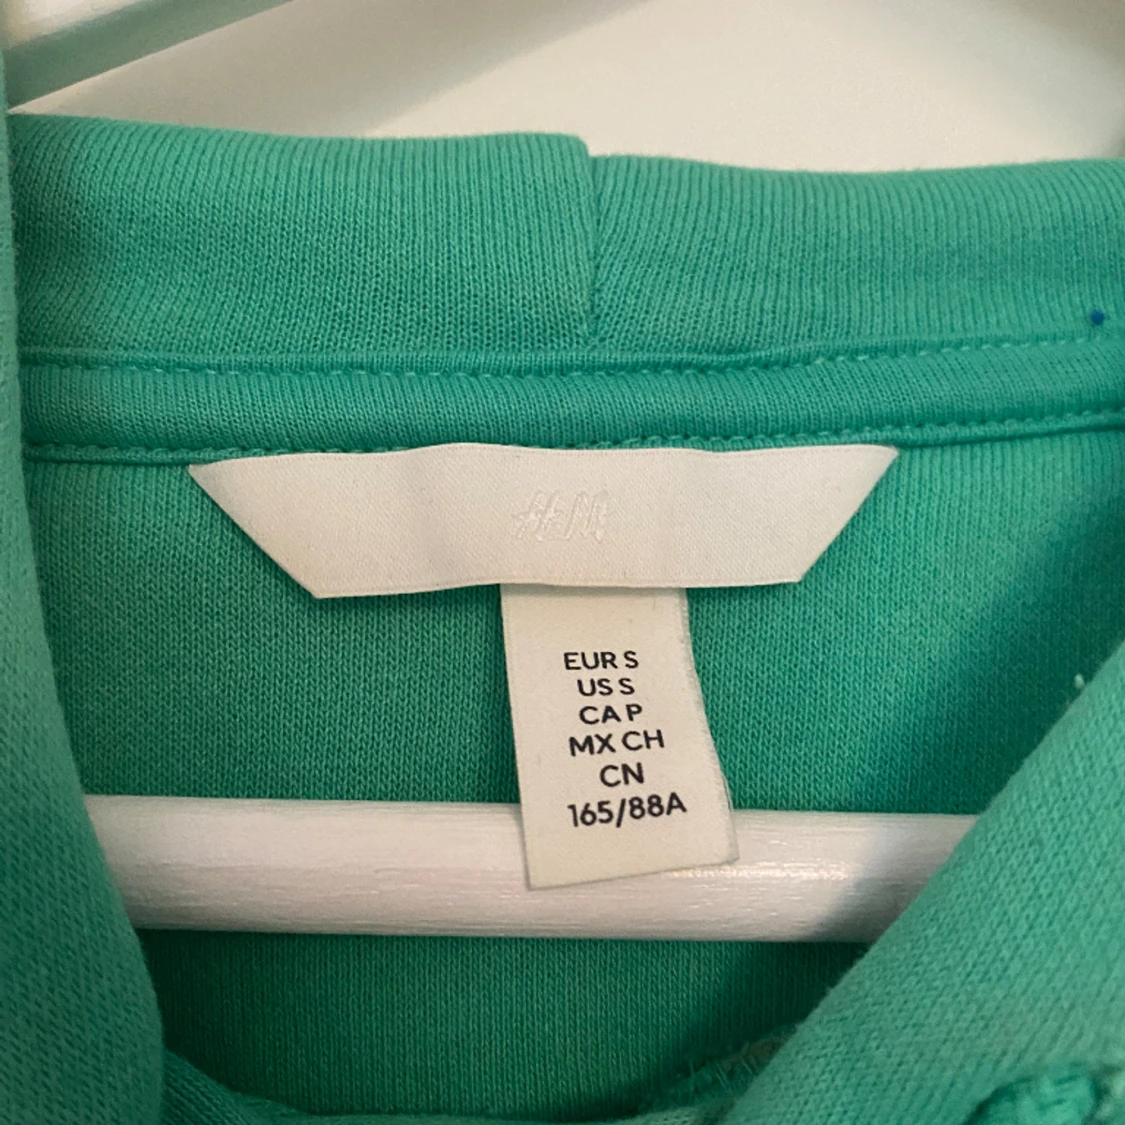 H&M
EUR S
US S
CA P
MX CH
CN
165/88A